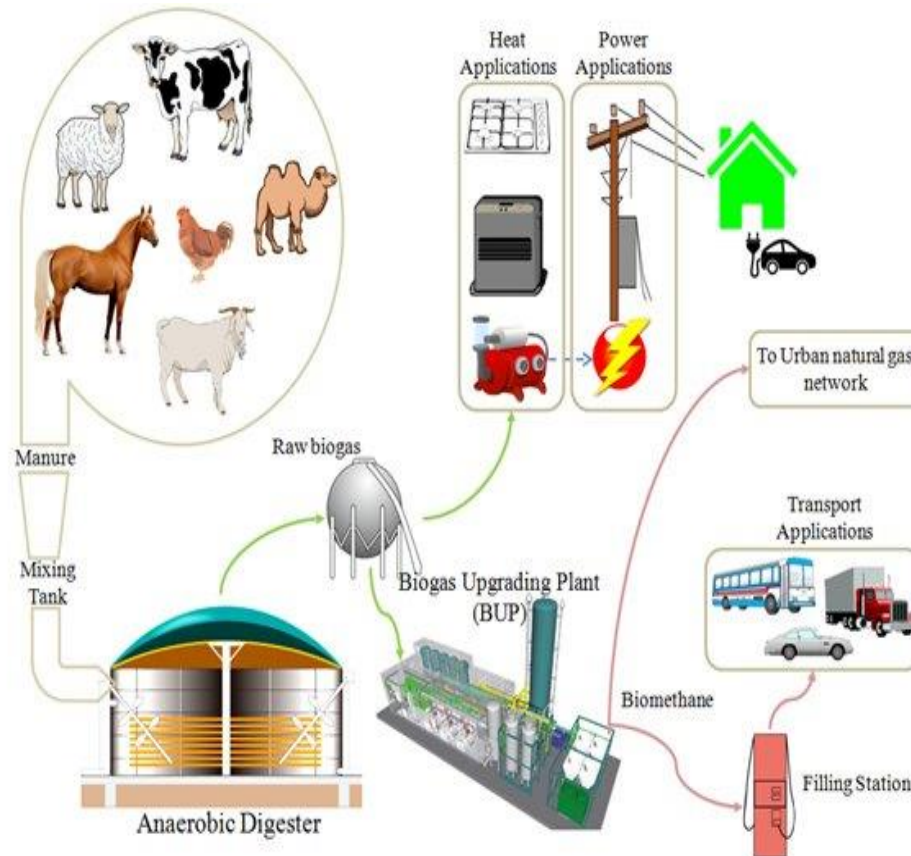 Heat
Applications
Power
Applications
To Urban natural gas
network
Manure
Raw biogas
Transport
Applications
Mixing
Tank
Biogas Upgrading Plant
(BUP)
Biomethane
Filling Station
Anaerobic Digester